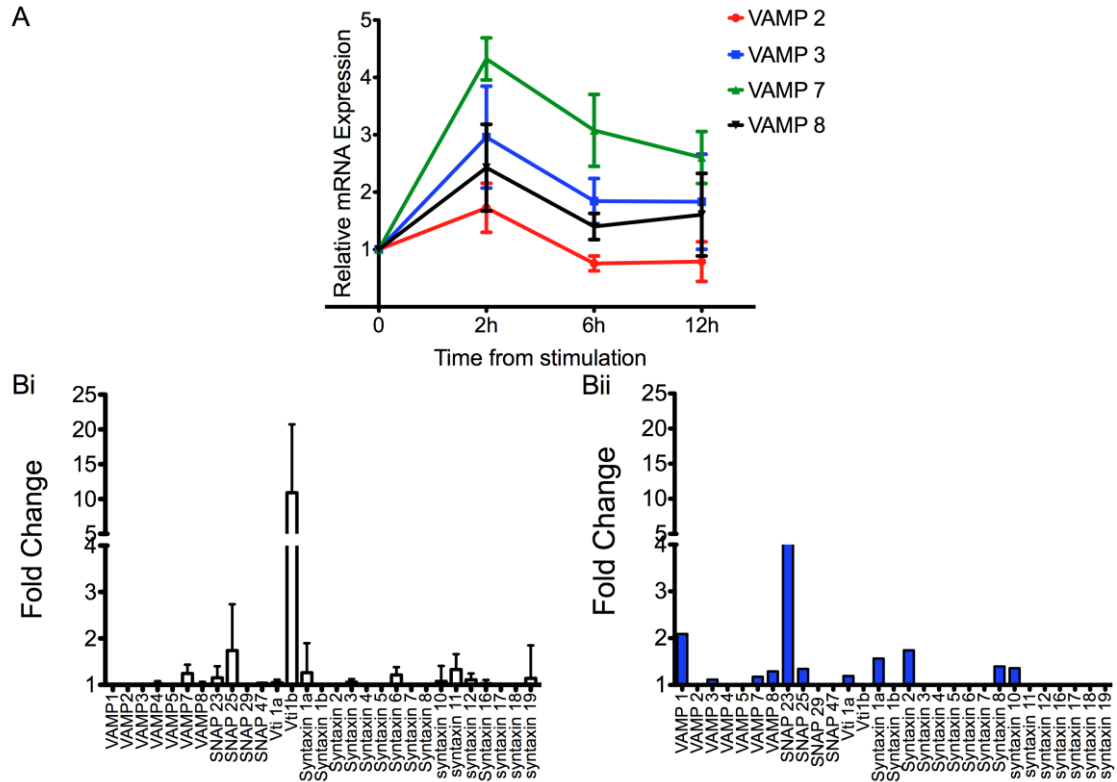 A
VAMP 2
VAMP 3
VAMP 7
VAMP 8
Relative mRNA Expression
5
4
3
2
1
0
2h
6h
12h
Time from stimulation
Bi
Fold Change
25
20
15
10
5
4
3
2
1
VAMP1
VAMP2
VAMP3
VAMP4
VAMP5
VAMP7
VAMP8
SNAP 23
SNAP 25
SNAP 29
SNAP 47
Vti 1a
Vti1b
Syntaxin 1a
Syntaxin 1b
Syntaxin 2
Syntaxin 3
Syntaxin 4
Syntaxin 5
Syntaxin 6
Syntaxin 7
Syntaxin 8
syntaxin 10
syntaxin 11
syntaxin 12
syntaxin 16
syntaxin 17
syntaxin 18
syntaxin 19
Bii
Fold Change
25
20
15
10
5
4
3
2
1
VAMP 1
VAMP 2
VAMP 3
VAMP 4
VAMP 5
VAMP 7
VAMP 8
SNAP 23
SNAP 25
SNAP 29
SNAP 47
Vti 1a
Vti1b
Syntaxin 1a
Syntaxin 1b
Syntaxin 2
Syntaxin 3
Syntaxin 4
Syntaxin 5
Syntaxin 6
Syntaxin 7
Syntaxin 8
syntaxin 10
syntaxin 11
syntaxin 12
syntaxin 16
syntaxin 17
syntaxin 18
syntaxin 19